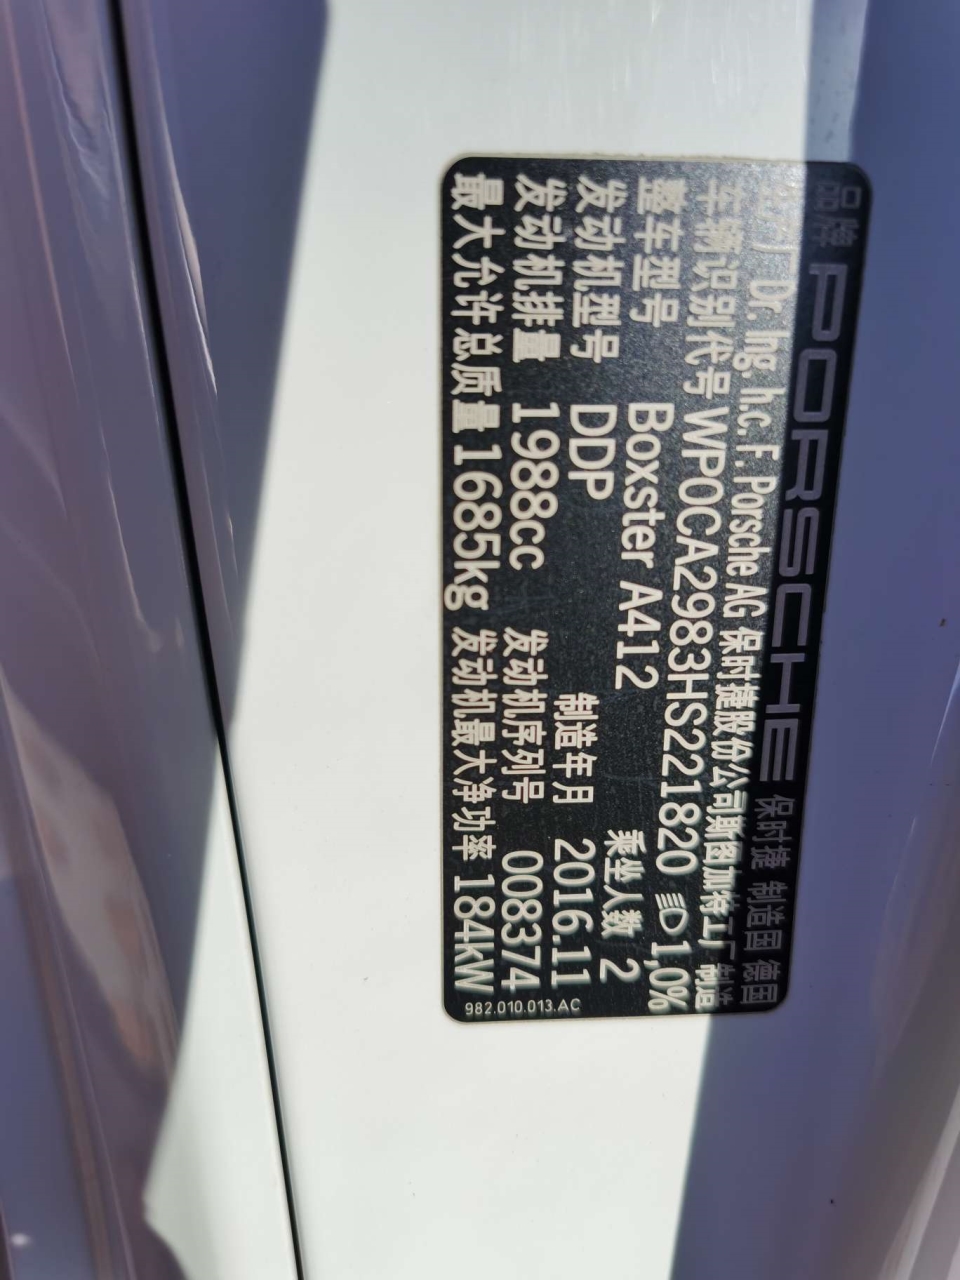 品牌 PORSCHE 保时捷 制造国 德国
Dr. Ing. h.c. F. Porsche AG 保时捷股份公司斯图加特工厂 制造
车辆识别代号 WP0CA2983HS221820 1,0%
整车型号 Boxster A412 乘坐人数 2
发动机型号 DDP 制造年月 2016.11
发动机排量 1988cc 发动机序列号 008374
最大允许总质量 1685kg 发动机最大净功率 184kW
982.010.013.AC